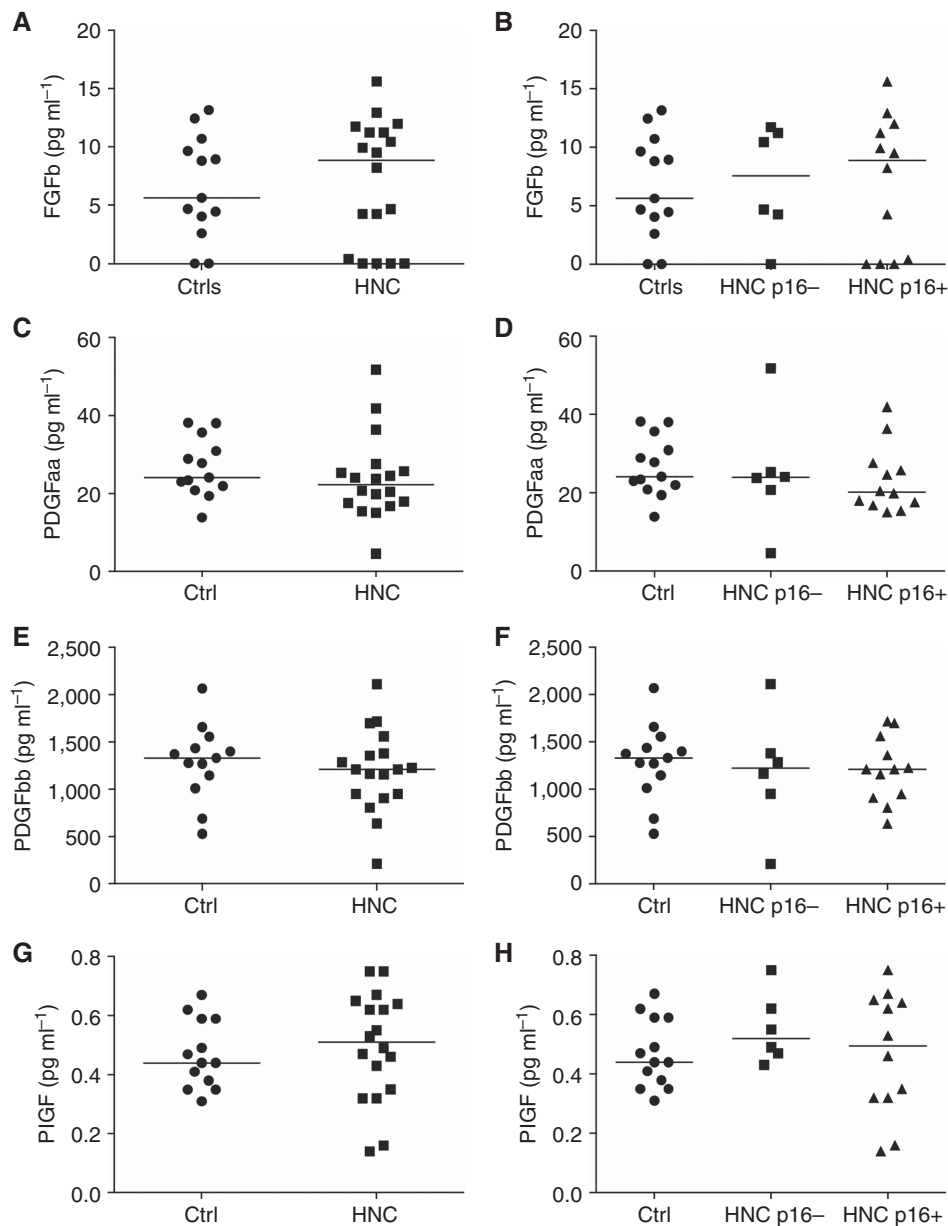 A
FGFb (pg ml⁻¹)
20
15
10
5
0
Ctrls HNC
B
FGFb (pg ml⁻¹)
20
15
10
5
0
Ctrls HNC p16– HNC p16+
C
PDGFaa (pg ml⁻¹)
60
40
20
0
Ctrl HNC
D
PDGFaa (pg ml⁻¹)
60
40
20
0
Ctrl HNC p16– HNC p16+
E
PDGFbb (pg ml⁻¹)
2,500
2,000
1,500
1,000
500
0
Ctrl HNC
F
PDGFbb (pg ml⁻¹)
2,500
2,000
1,500
1,000
500
0
Ctrl HNC p16– HNC p16+
G
PIGF (pg ml⁻¹)
0.8
0.6
0.4
0.2
0.0
Ctrl HNC
H
PIGF (pg ml⁻¹)
0.8
0.6
0.4
0.2
0.0
Ctrl HNC p16– HNC p16+